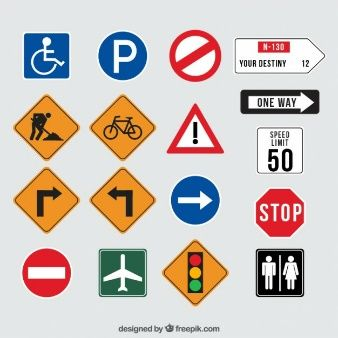 P
N-130
YOUR DESTINY 12
ONE WAY
!
SPEED
LIMIT
50
STOP
designed by freepik.com